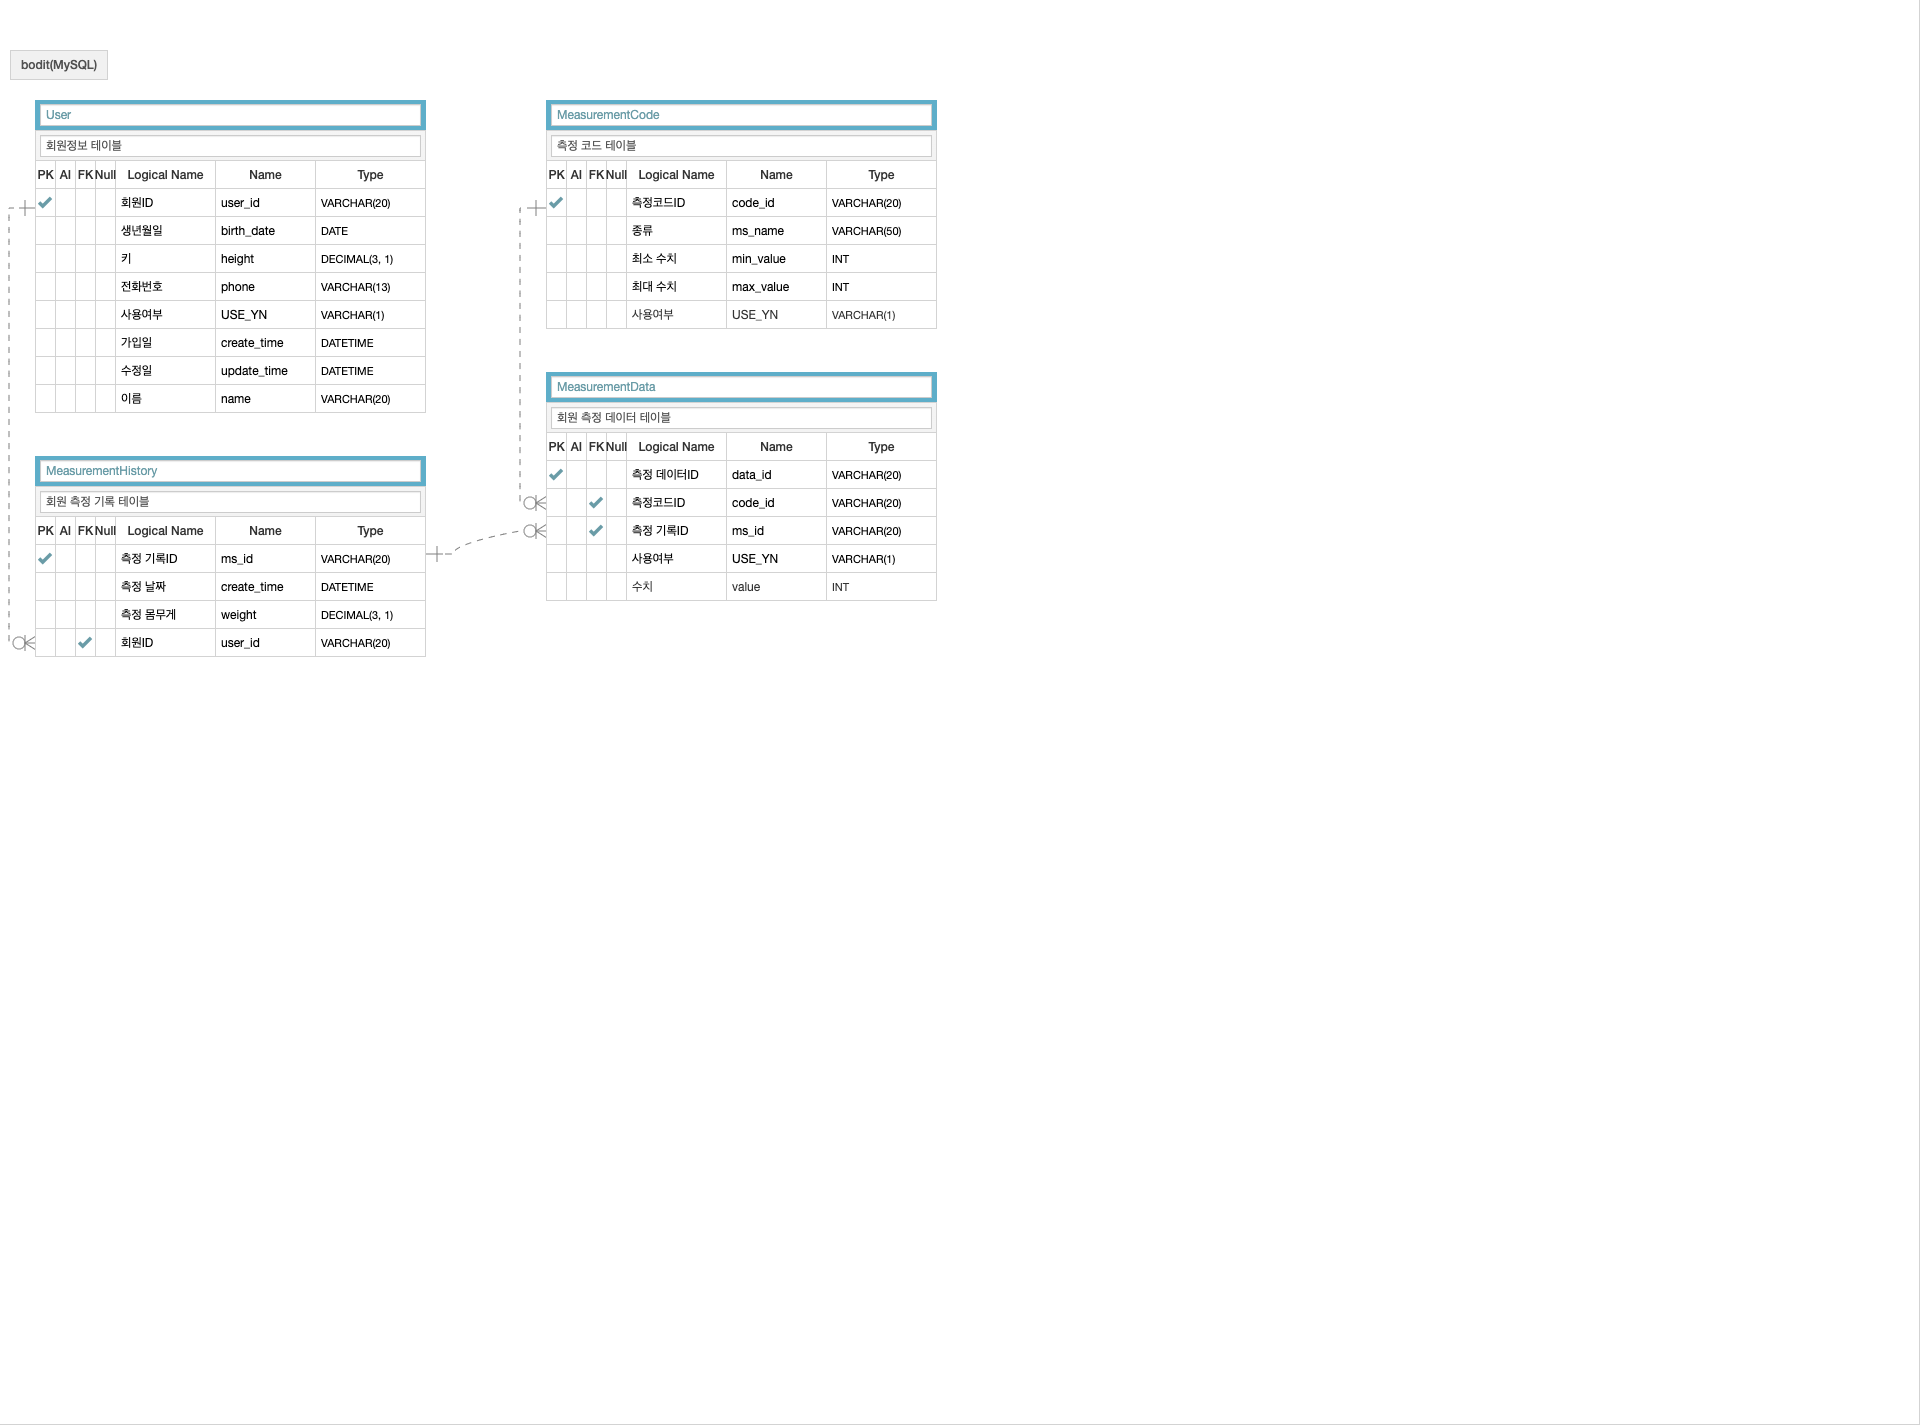 bodit(MySQL)
User
회원정보 테이블
PK AI FK Null Logical Name Name Type
회원ID user_id VARCHAR(20)
생년월일 birth_date DATE
키 height DECIMAL(3, 1)
전화번호 phone VARCHAR(13)
사용여부 USE_YN VARCHAR(1)
가입일 create_time DATETIME
수정일 update_time DATETIME
이름 name VARCHAR(20)
MeasurementHistory
회원 측정 기록 테이블
PK AI FK Null Logical Name Name Type
측정 기록ID ms_id VARCHAR(20)
측정 날짜 create_time DATETIME
측정 몸무게 weight DECIMAL(3, 1)
회원ID user_id VARCHAR(20)
MeasurementCode
측정 코드 테이블
PK AI FK Null Logical Name Name Type
측정코드ID code_id VARCHAR(20)
종류 ms_name VARCHAR(50)
최소 수치 min_value INT
최대 수치 max_value INT
사용여부 USE_YN VARCHAR(1)
MeasurementData
회원 측정 데이터 테이블
PK AI FK Null Logical Name Name Type
측정 데이터ID data_id VARCHAR(20)
측정코드ID code_id VARCHAR(20)
측정 기록ID ms_id VARCHAR(20)
사용여부 USE_YN VARCHAR(1)
수치 value INT